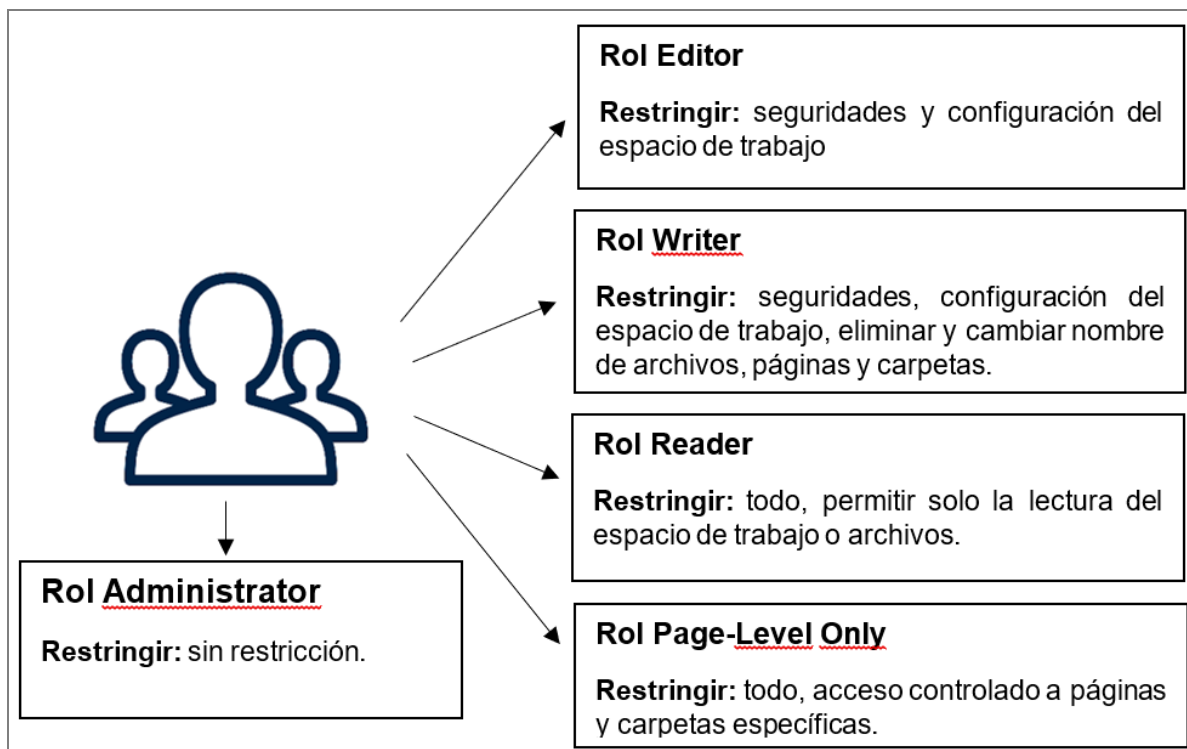 Rol Editor
Restringir: seguridades y configuración del
espacio de trabajo
Rol Writer
Restringir: seguridades, configuración del
espacio de trabajo, eliminar y cambiar nombre
de archivos, páginas y carpetas.
Rol Reader
Restringir: todo, permitir solo la lectura del
espacio de trabajo o archivos.
Rol Administrator
Restringir: sin restricción.
Rol Page-Level Only
Restringir: todo, acceso controlado a páginas
y carpetas específicas.